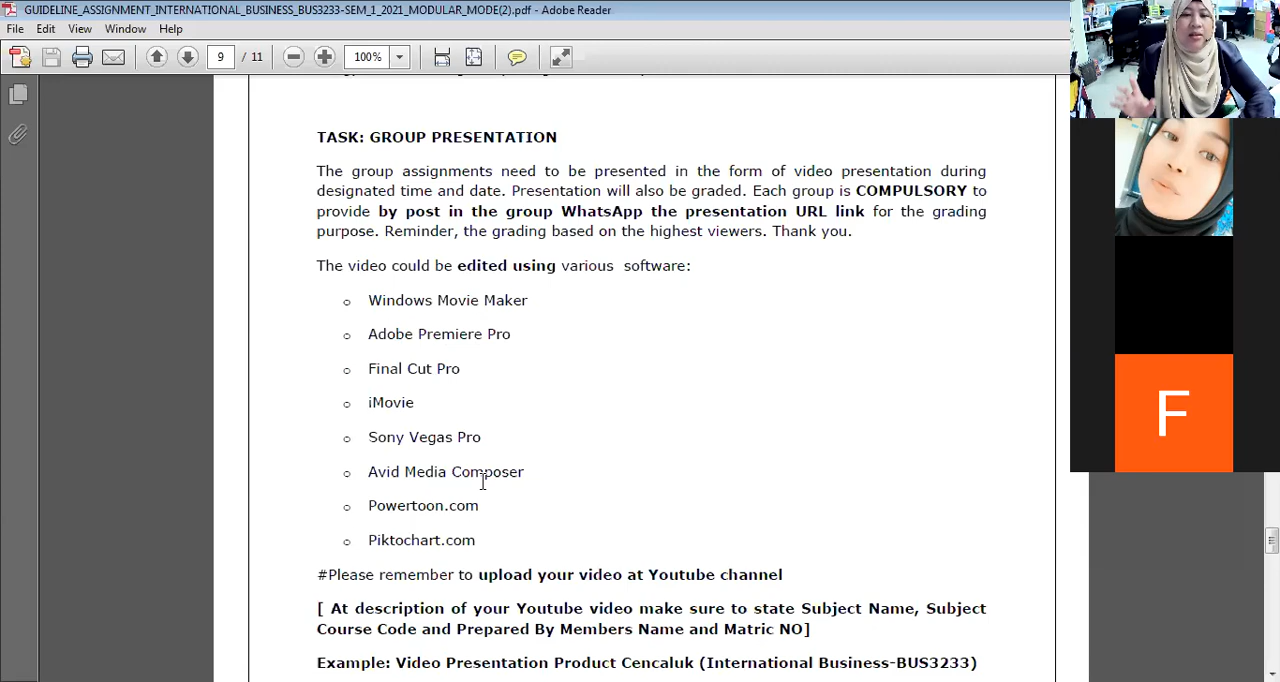 GUIDELINE_ASSIGNMENT_INTERNATIONAL_BUSINESS_BUS3233-SEM_1_2021_MODULAR_MODE(2).pdf - Adobe Reader
File Edit View Window Help
9 / 11 100%
TASK: GROUP PRESENTATION
The group assignments need to be presented in the form of video presentation during
designated time and date. Presentation will also be graded. Each group is COMPULSORY to
provide by post in the group WhatsApp the presentation URL link for the grading
purpose. Reminder, the grading based on the highest viewers. Thank you.
The video could be edited using various software:
o Windows Movie Maker
o Adobe Premiere Pro
o Final Cut Pro
o iMovie
o Sony Vegas Pro
o Avid Media Composer
o Powertoon.com
o Piktochart.com
#Please remember to upload your video at Youtube channel
[ At description of your Youtube video make sure to state Subject Name, Subject
Course Code and Prepared By Members Name and Matric NO]
Example: Video Presentation Product Cencaluk (International Business-BUS3233)
F